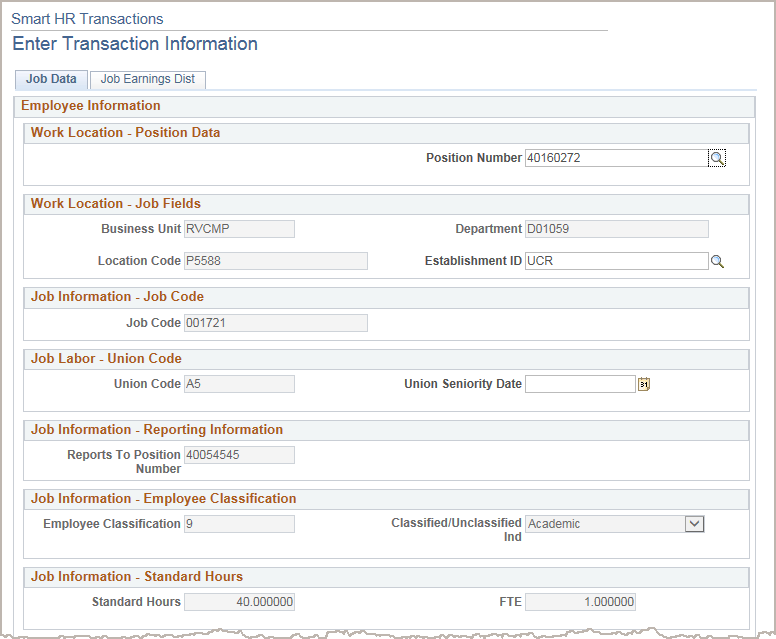 Smart HR Transactions
Enter Transaction Information
Job Data Job Earnings Dist
Employee Information
Work Location - Position Data
Position Number 40160272
Work Location - Job Fields
Business Unit RVCMP Department D01059
Location Code P5588 Establishment ID UCR
Job Information - Job Code
Job Code 001721
Job Labor - Union Code
Union Code A5 Union Seniority Date 31
Job Information - Reporting Information
Reports To Position 40054545
Number
Job Information - Employee Classification
Employee Classification 9 Classified/Unclassified Academic
Ind
Job Information - Standard Hours
Standard Hours 40.000000 FTE 1.000000